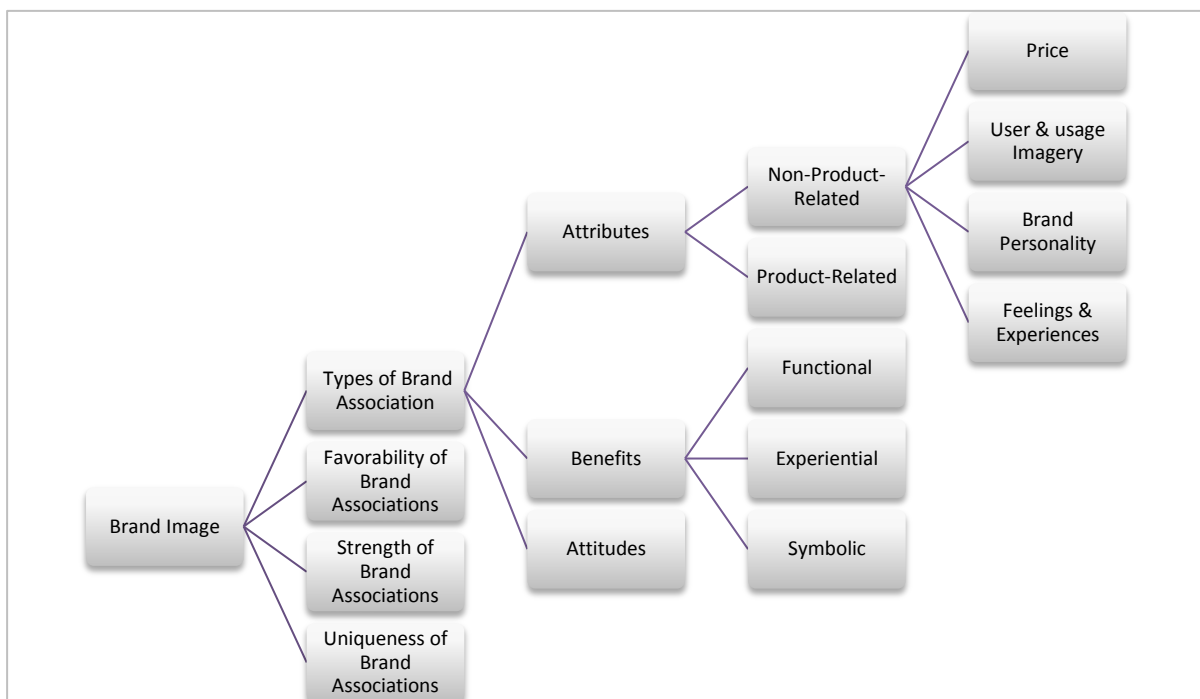 Brand Image
Types of Brand
Association
Favorability of
Brand
Associations
Strength of
Brand
Associations
Uniqueness of
Brand
Associations
Attributes
Benefits
Attitudes
Non-Product-
Related
Product-Related
Functional
Experiential
Symbolic
Price
User & usage
Imagery
Brand
Personality
Feelings &
Experiences